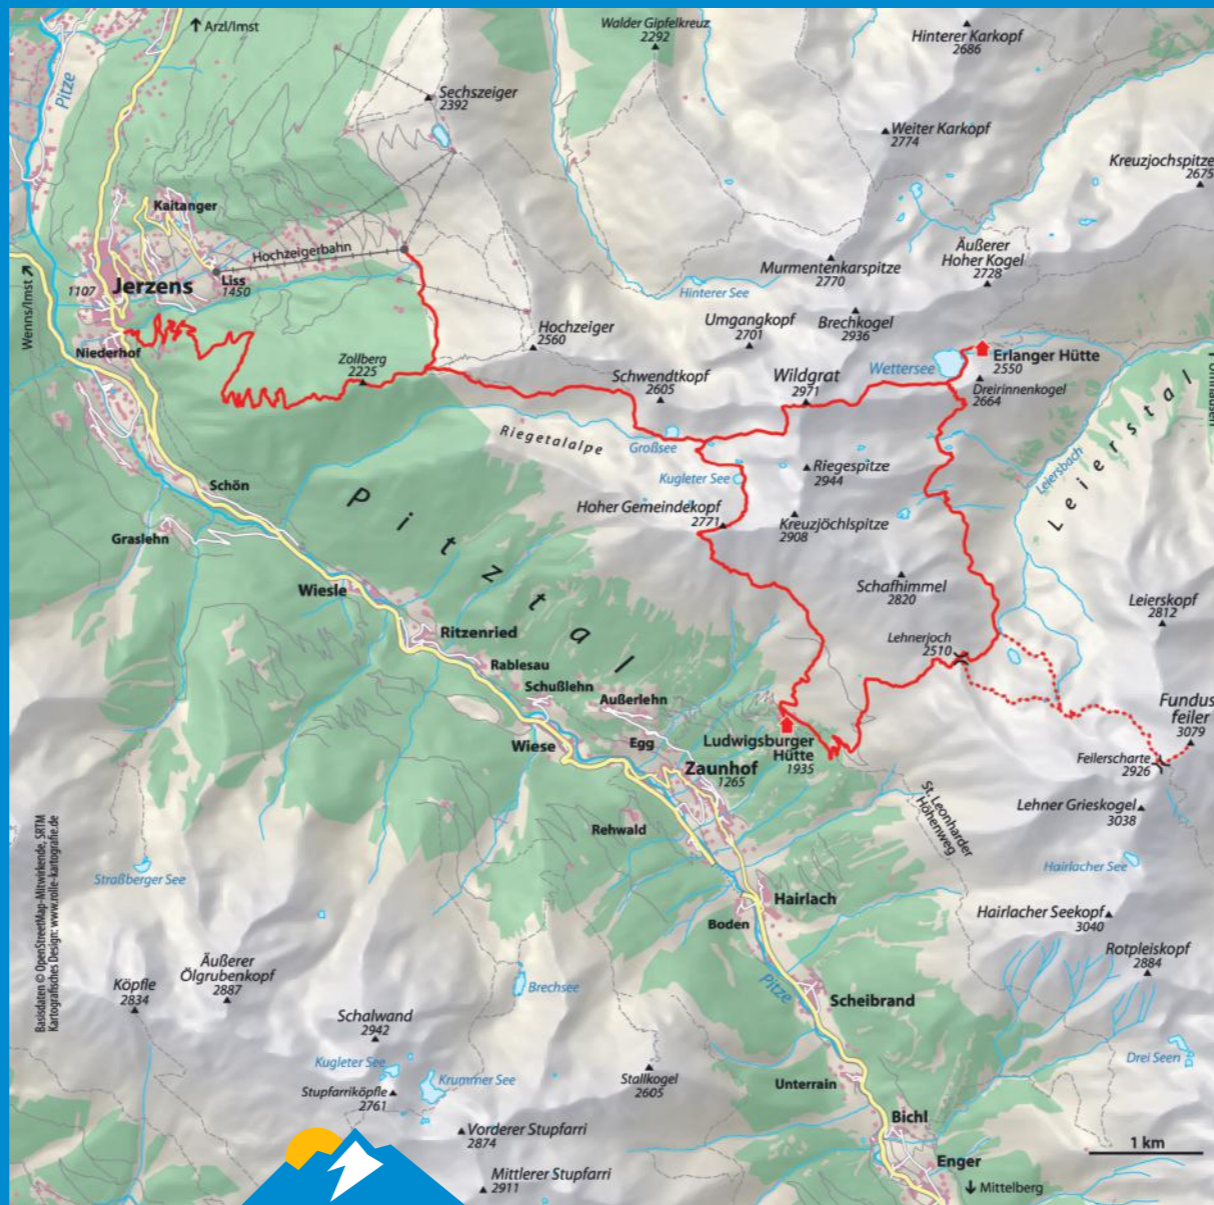 Arzl/Imst
Walder Gipfelkreuz
2292
Hinterer Karkopf
2686
Pitze
Sechszeiger
2392
Weiter Karkopf
2774
Kreuzjochspitze
2675
Kaitanger
Hochzeigerbahn
Äußerer
Hoher Kogel
2728
Wenns/Imst
1107
Jerzens
Liss
1450
Murmentenkarspitze
2770
Hinterer See
Niederhof
Hochzeiger
2560
Umgangkopf
2701
Brechkogel
2936
Zollberg
2225
Schwendtkopf
2605
Wildgrat
2971
Wettersee
Erlanger Hütte
2550
Dreirinnenkogel
2664
Riegetalalpe
Großsee
Kugleter See
Riegespitze
2944
Leiersbach
Leierstal
Schön
Pitztal
Hoher Gemeindekopf
2771
Kreuzjöchlspitze
2908
Graslehn
Wiesle
Schafhimmel
2820
Leierskopf
2812
Ritzenried
Lehnerjoch
2510
Rablesau
Schußlehn
Außerlehn
Fundus
feiler
3079
Wiese
Egg
Ludwigsburger
Hütte
1935
Zaunhof
1265
Feilerscharte
2926
St. Leonharder
Höhenweg
Lehner Grieskogel
3038
Rehwald
Basisdaten © OpenStreetMap-Mitwirkende, SRTM
Kartografisches Design: www.rolle-kartografie.de
Straßberger See
Hairlacher See
Hairlach
Boden
Hairlacher Seekopf
3040
Rotpleiskopf
2884
Äußerer
Ölgrubenkopf
2887
Köpfle
2834
Brechsee
Pitze
Scheibrand
Schalwand
2942
Kugleter See
Krummer See
Stupfarriköpfle
2761
Stallkogel
2605
Drei Seen
Unterrain
Bichl
Vorderer Stupfarri
2874
1 km
Mittlerer Stupfarri
2911
Enger
Mittelberg